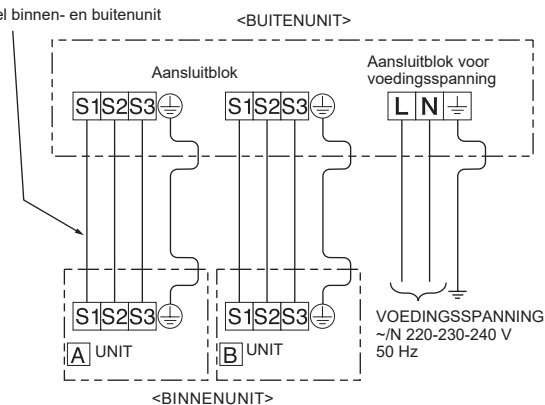 el binnen- en buitenunit
<BUITENUNIT>
Aansluitblok
Aansluitblok voor
voedingsspanning
S1 S2 S3
S1 S2 S3
L N
S1 S2 S3
S1 S2 S3
A UNIT
B UNIT
VOEDINGSSPANNING
~/N 220-230-240 V
50 Hz
<BINNENUNIT>